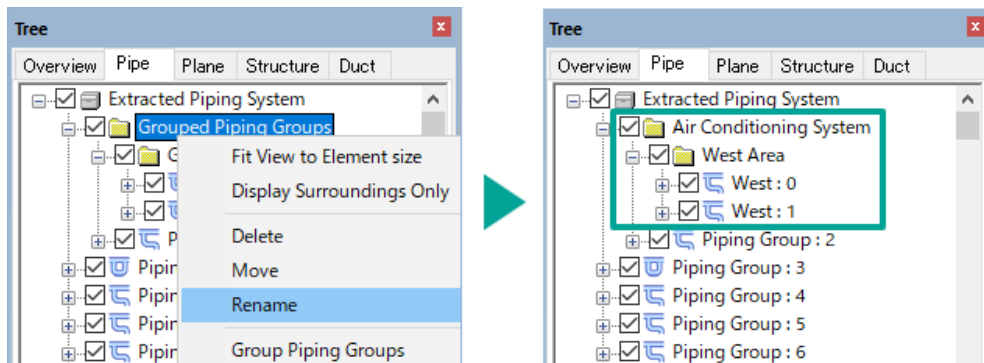 Tree
Overview Pipe Plane Structure Duct
Extracted Piping System
Grouped Piping Groups
Fit View to Element size
Display Surroundings Only
Delete
Move
Rename
Group Piping Groups
Tree
Overview Pipe Plane Structure Duct
Extracted Piping System
Air Conditioning System
West Area
West : 0
West : 1
Piping Group : 2
Piping Group : 3
Piping Group : 4
Piping Group : 5
Piping Group : 6